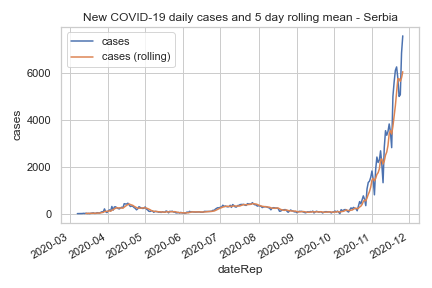 New COVID-19 daily cases and 5 day rolling mean - Serbia
cases
cases (rolling)
6000
4000
2000
0
cases
2020-03
2020-04
2020-05
2020-06
2020-07
2020-08
2020-09
2020-10
2020-11
2020-12
dateRep